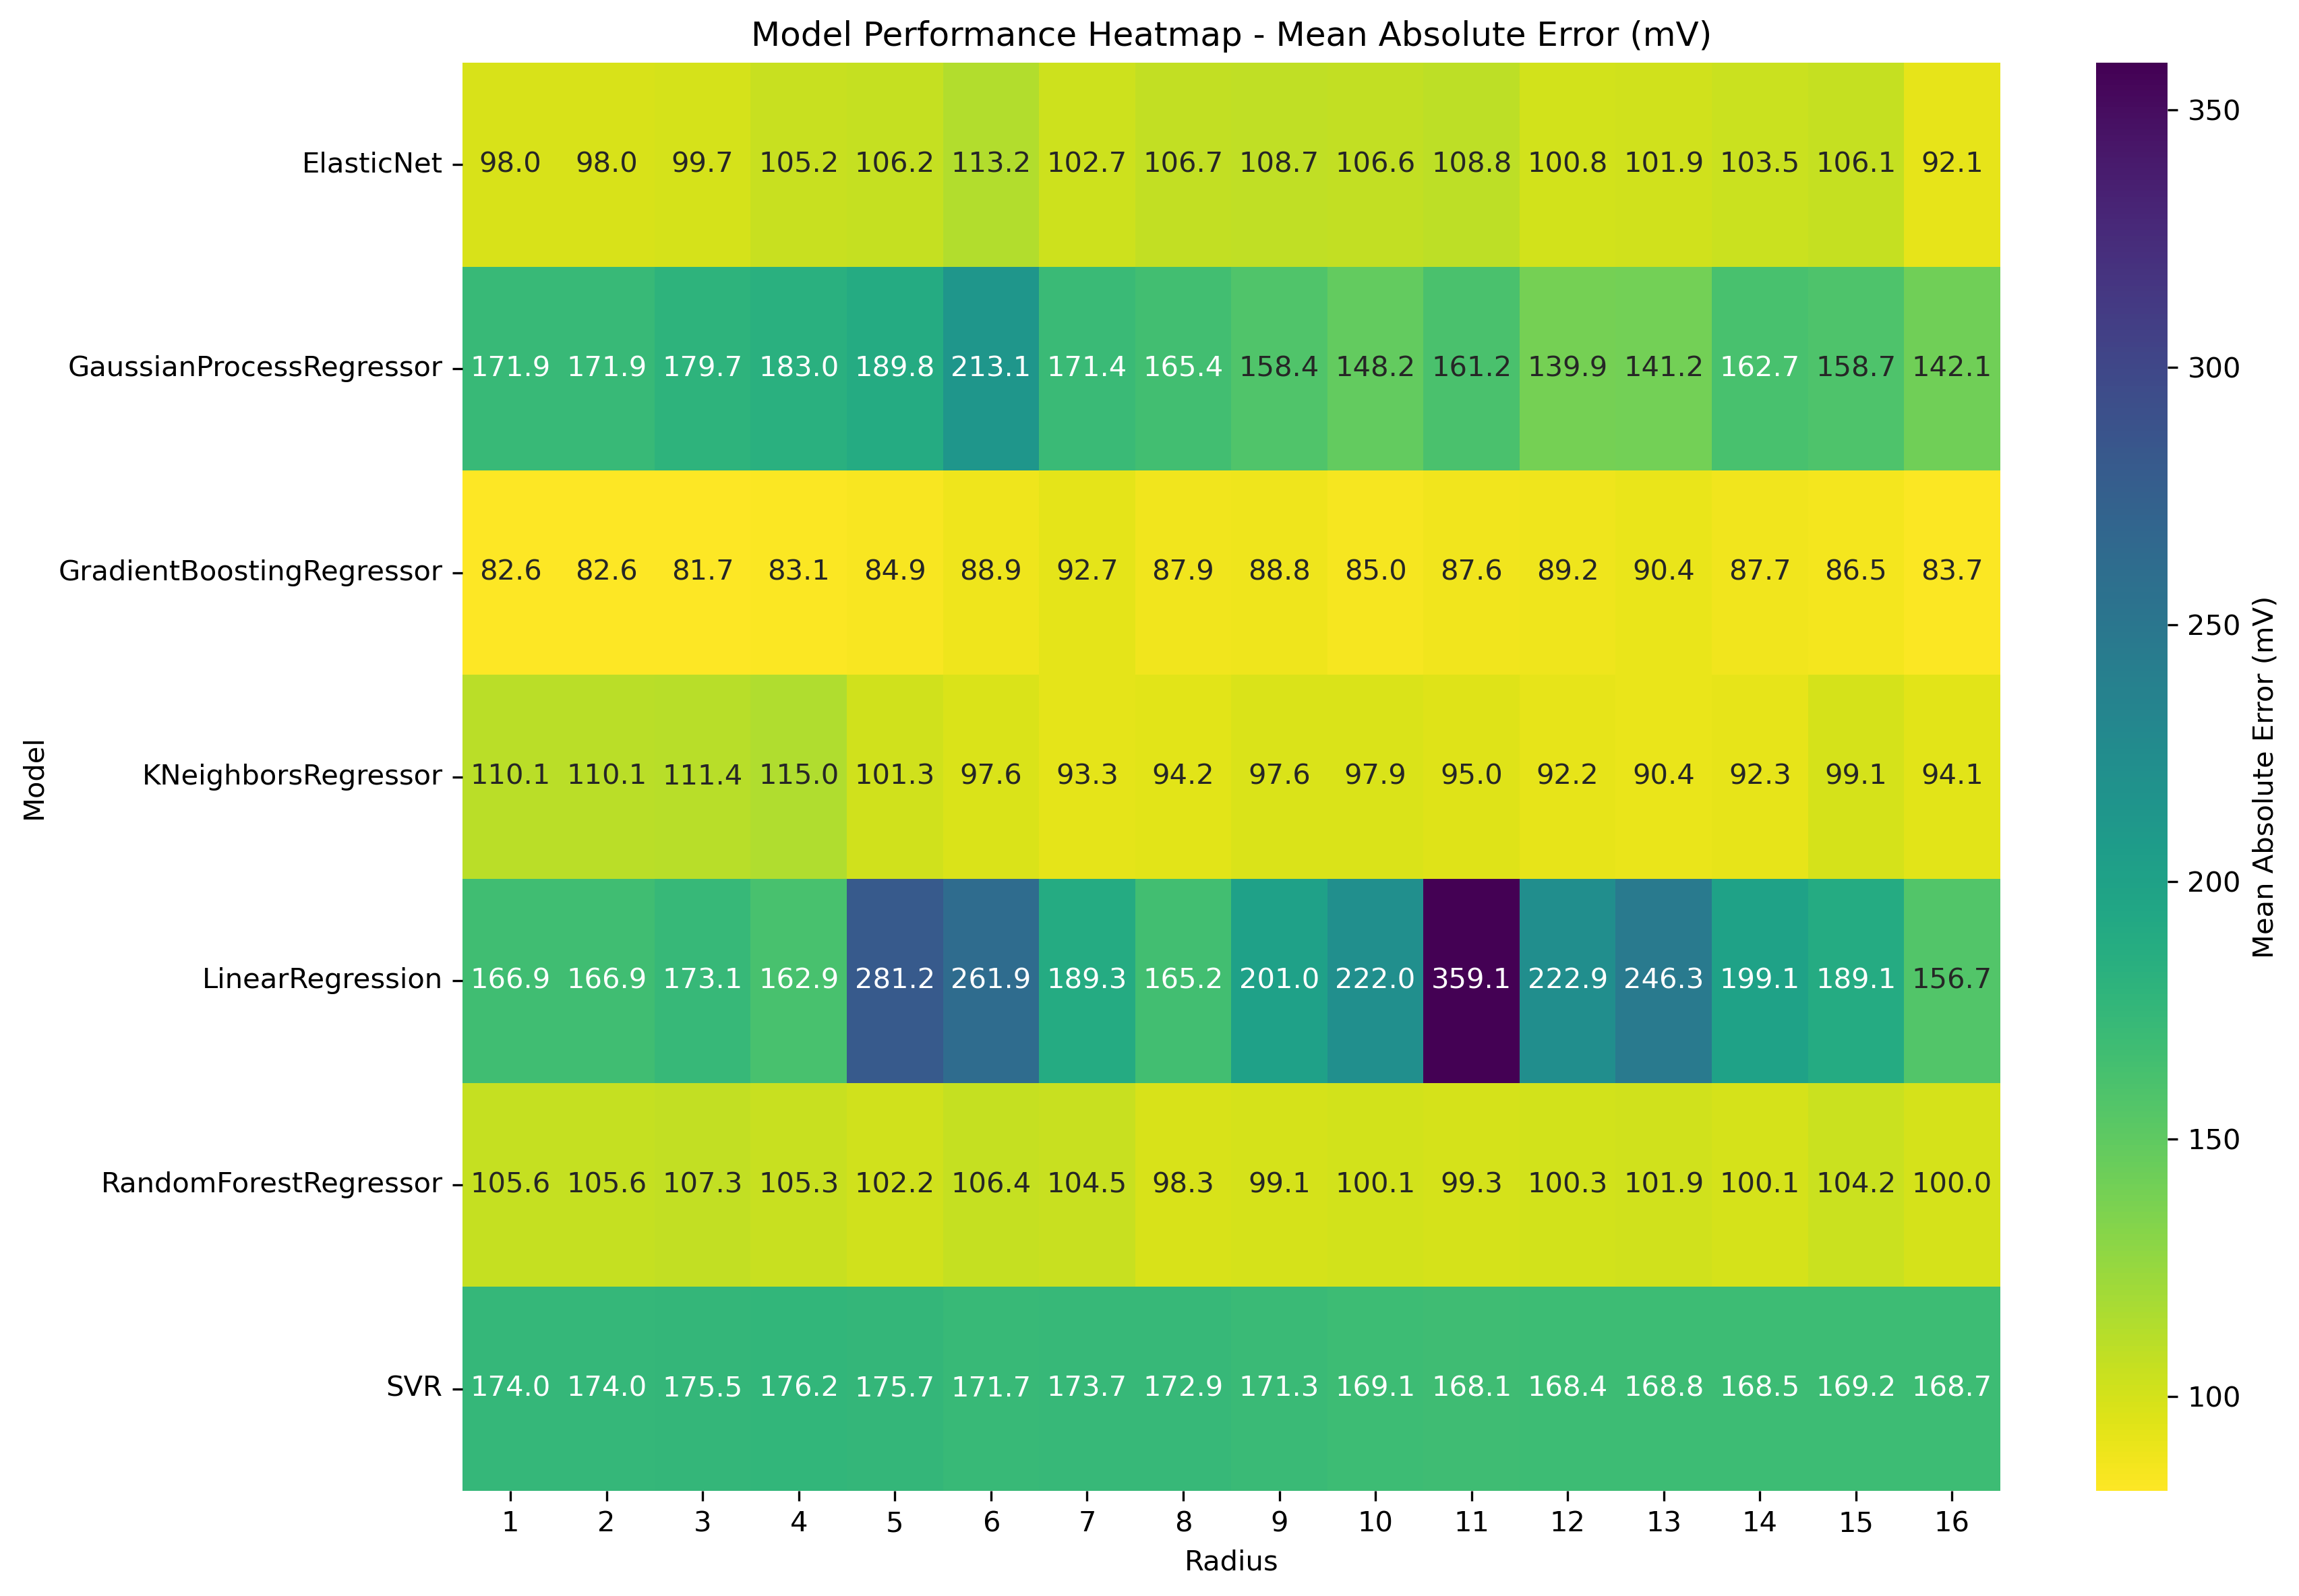 Model Performance Heatmap - Mean Absolute Error (mV)
Model
ElasticNet 98.0 98.0 99.7 105.2 106.2 113.2 102.7 106.7 108.7 106.6 108.8 100.8 101.9 103.5 106.1 92.1
GaussianProcessRegressor 171.9 171.9 179.7 183.0 189.8 213.1 171.4 165.4 158.4 148.2 161.2 139.9 141.2 162.7 158.7 142.1
GradientBoostingRegressor 82.6 82.6 81.7 83.1 84.9 88.9 92.7 87.9 88.8 85.0 87.6 89.2 90.4 87.7 86.5 83.7
KNeighborsRegressor 110.1 110.1 111.4 115.0 101.3 97.6 93.3 94.2 97.6 97.9 95.0 92.2 90.4 92.3 99.1 94.1
LinearRegression 166.9 166.9 173.1 162.9 281.2 261.9 189.3 165.2 201.0 222.0 359.1 222.9 246.3 199.1 189.1 156.7
RandomForestRegressor 105.6 105.6 107.3 105.3 102.2 106.4 104.5 98.3 99.1 100.1 99.3 100.3 101.9 100.1 104.2 100.0
SVR 174.0 174.0 175.5 176.2 175.7 171.7 173.7 172.9 171.3 169.1 168.1 168.4 168.8 168.5 169.2 168.7
1 2 3 4 5 6 7 8 9 10 11 12 13 14 15 16
Radius
350
300
250
200
150
100
Mean Absolute Error (mV)